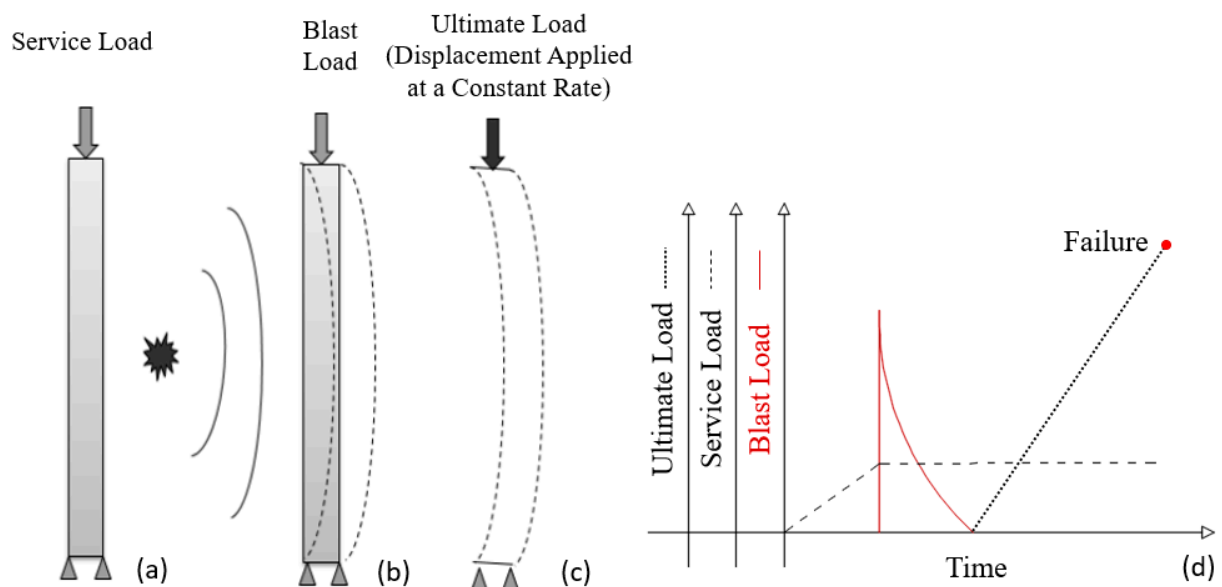 Service Load
Blast
Load
Ultimate Load
(Displacement Applied
at a Constant Rate)
(a)
(b)
(c)
Ultimate Load
Service Load
Blast Load
Failure
Time
(d)